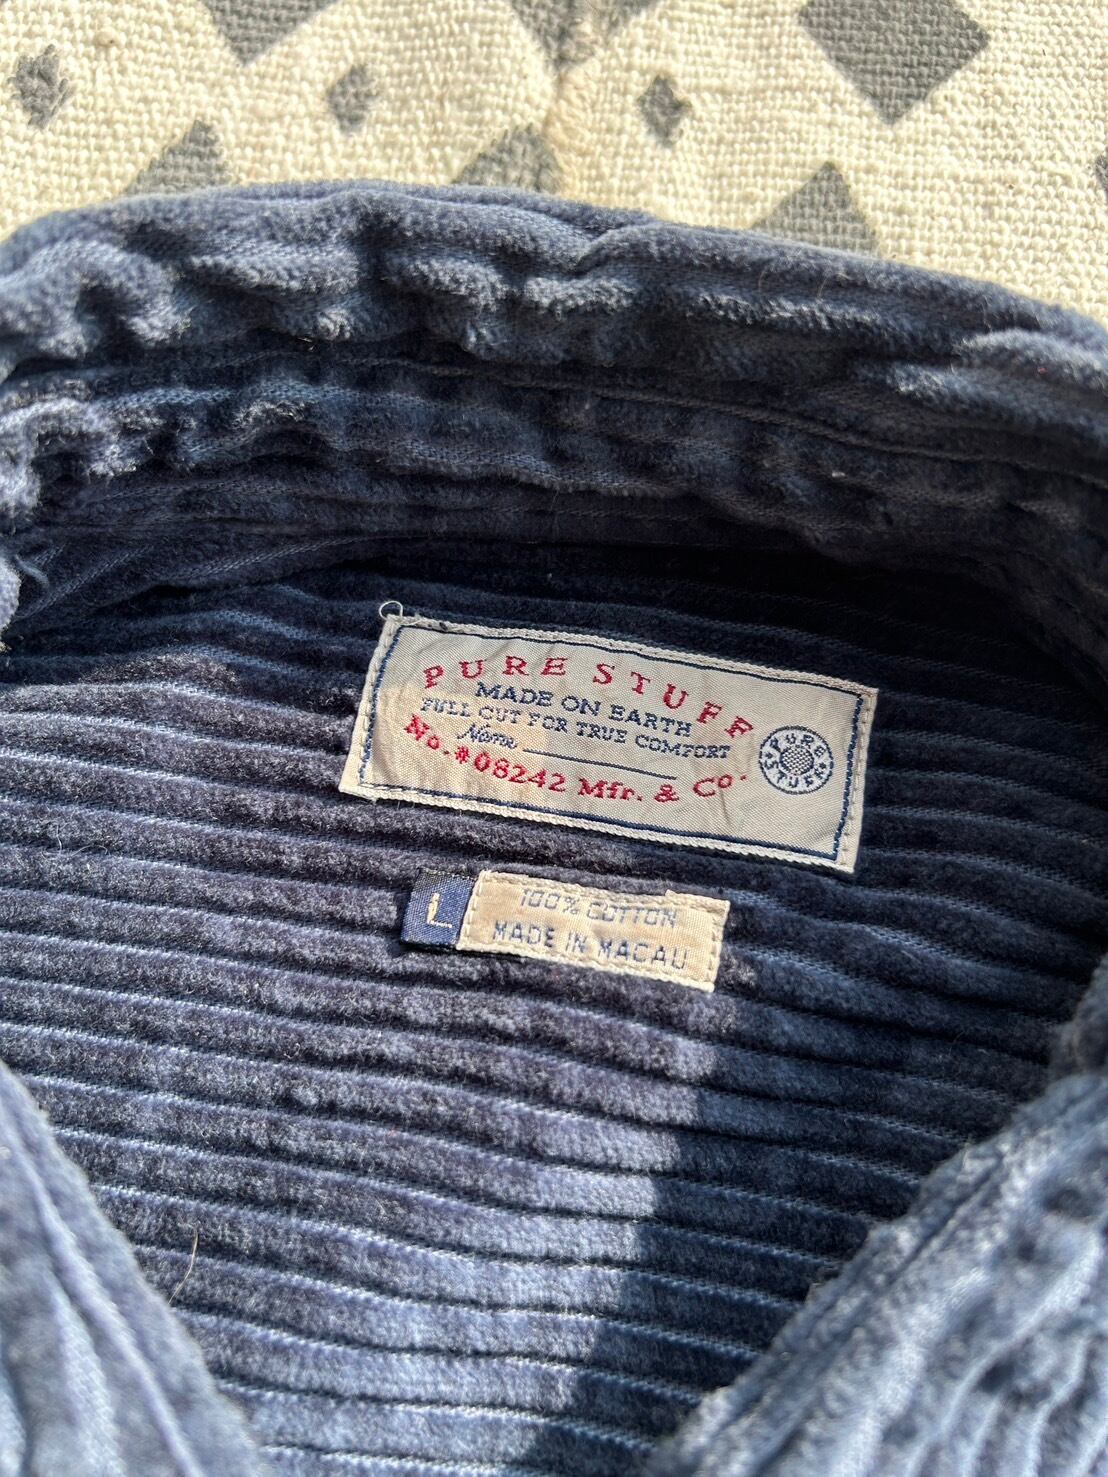 PURE STUFF
MADE ON EARTH
FULL CUT FOR TRUE COMFORT
Name
No.#08242 Mfr. & Co.
PURE
STUFF
L
100% COTTON
MADE IN MACAU